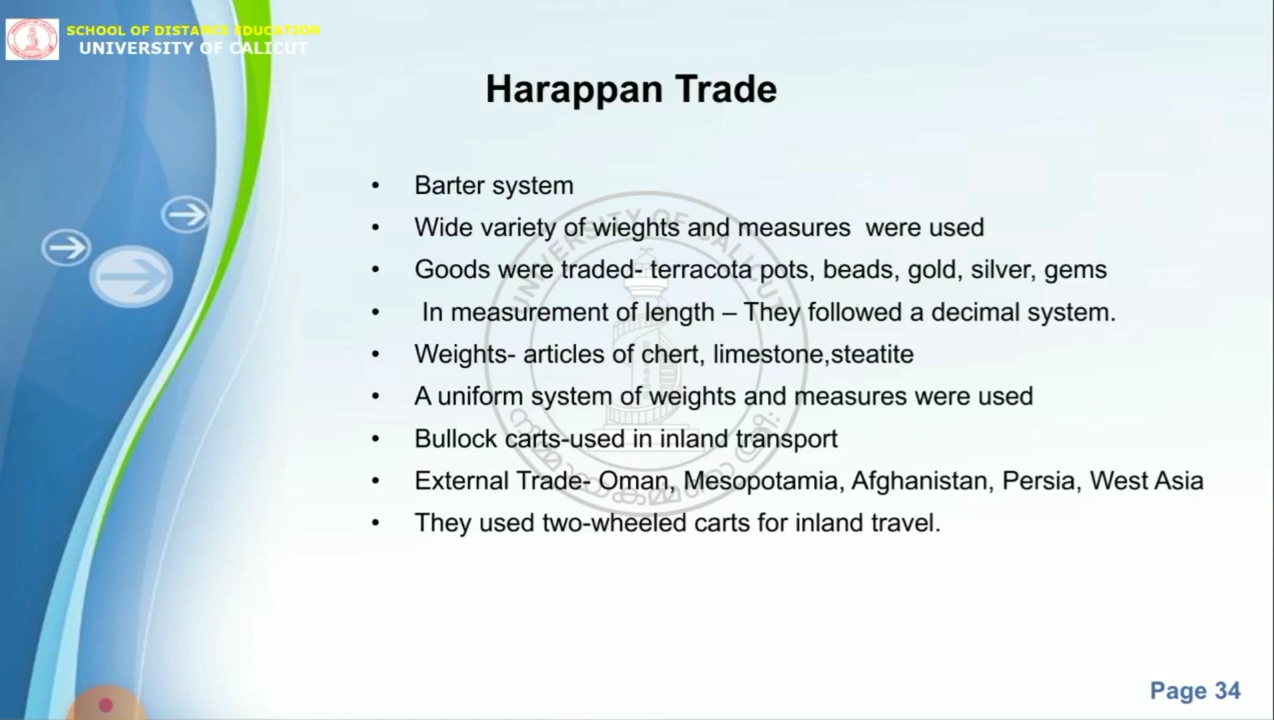 SCHOOL OF DISTANCE EDUCATION
UNIVERSITY OF CALICUT
Harappan Trade
• Barter system
• Wide variety of wieghts and measures were used
• Goods were traded- terracota pots, beads, gold, silver, gems
• In measurement of length – They followed a decimal system.
• Weights- articles of chert, limestone,steatite
• A uniform system of weights and measures were used
• Bullock carts-used in inland transport
• External Trade- Oman, Mesopotamia, Afghanistan, Persia, West Asia
• They used two-wheeled carts for inland travel.
UNIVERSITY OF CALICUT
Page 34